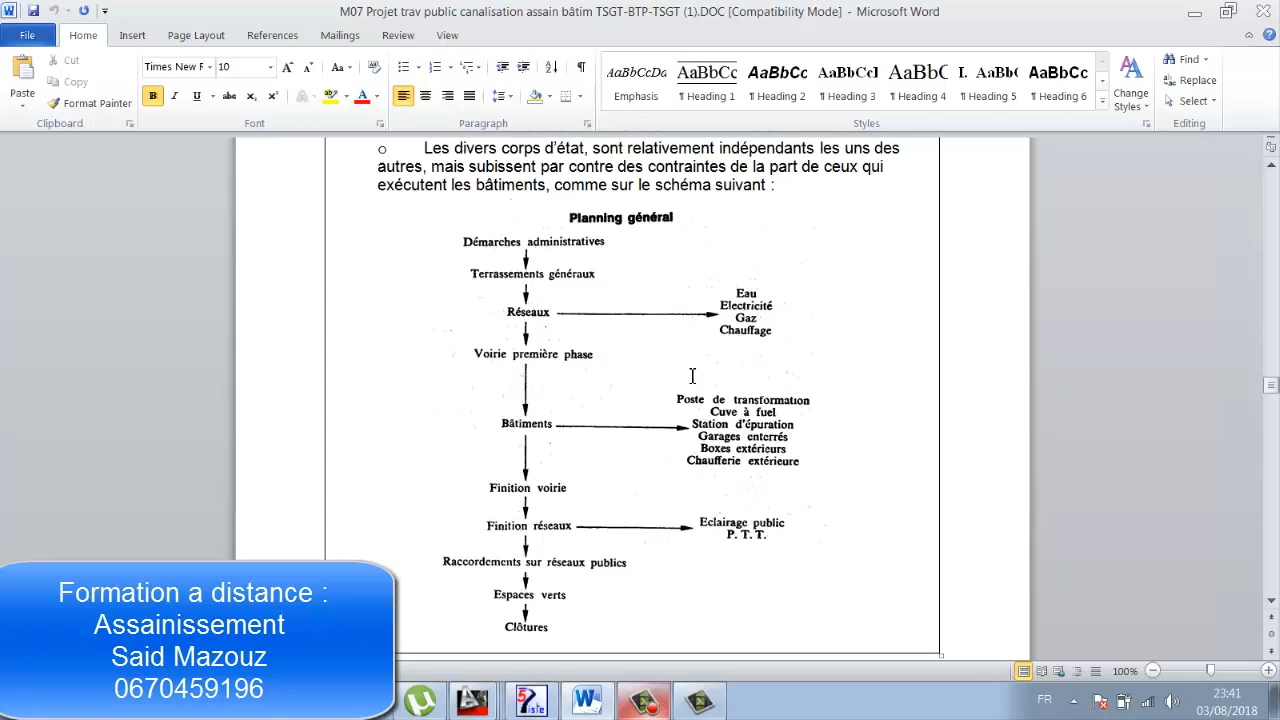 M07 Projet trav public canalisation assain bâtim TSGT-BTP-TSGT (1).DOC [Compatibility Mode] - Microsoft Word
File Home Insert Page Layout References Mailings Review View
Paste
Cut
Copy
Format Painter
Clipboard
Times New F 10
Aa
B I U abc x₂ x²
A A
Font
Paragraph
AaBbCcDa AaBbCc AaBbCc AaBbCcI AaBbC I. AaBbC AaBbCc
Emphasis ¶ Heading 1 ¶ Heading 2 ¶ Heading 3 ¶ Heading 4 ¶ Heading 5 ¶ Heading 6
Change
Styles
Styles
Find
Replace
Select
Editing
o Les divers corps d'état, sont relativement indépendants les uns des
autres, mais subissent par contre des contraintes de la part de ceux qui
exécutent les bâtiments, comme sur le schéma suivant :
Planning général
Démarches administratives
Terrassements généraux
Réseaux
Eau
Electricité
Gaz
Chauffage
Voirie première phase
Bâtiments
Poste de transformation
Cuve à fuel
Station d'épuration
Garages enterrés
Boxes extérieurs
Chaufferie extérieure
Finition voirie
Finition réseaux
Eclairage public
P. T. T.
Raccordements sur réseaux publics
Espaces verts
Clôtures
Formation a distance :
Assainissement
Said Mazouz
0670459196
100%
5
Piste
FR
23:41
03/08/2018